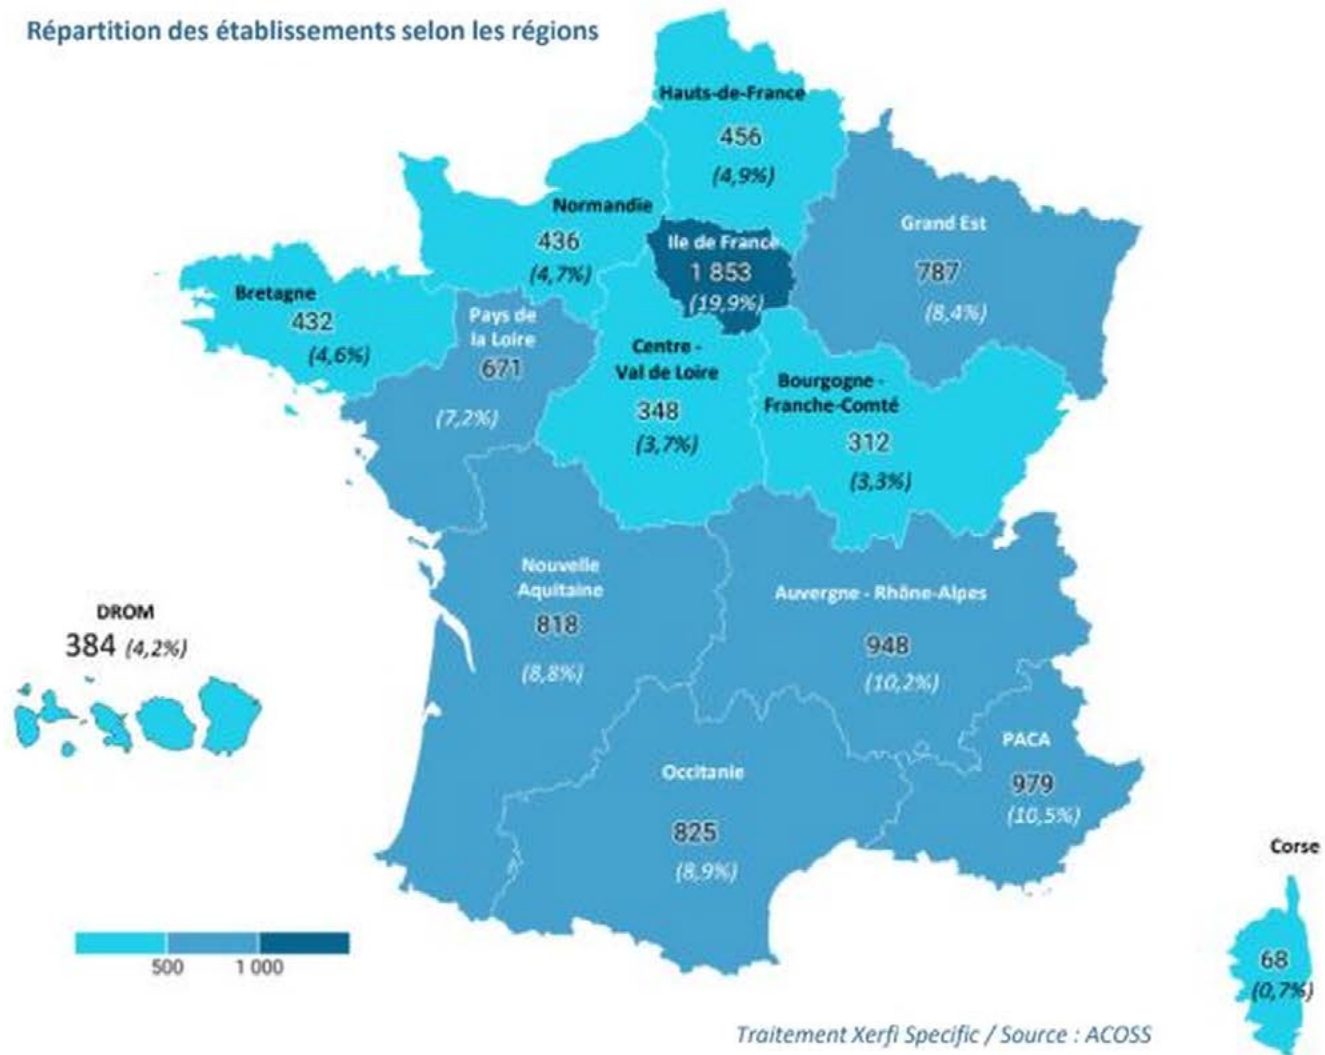 Répartition des établissements selon les régions
Hauts-de-France
456
(4,9%)
Normandie
436
(4,7%)
Ile de France
1 853
(19,9%)
Grand Est
787
(8,4%)
Bretagne
432
(4,6%)
Pays de
la Loire
671
(7,2%)
Centre -
Val de Loire
348
(3,7%)
Bourgogne -
Franche-Comté
312
(3,3%)
Nouvelle
Aquitaine
818
(8,8%)
Auvergne - Rhône-Alpes
948
(10,2%)
DROM
384 (4,2%)
PACA
979
(10,5%)
Occitanie
825
(8,9%)
Corse
68
(0,7%)
500
1 000
Traitement Xerfi Specific / Source : ACOSS